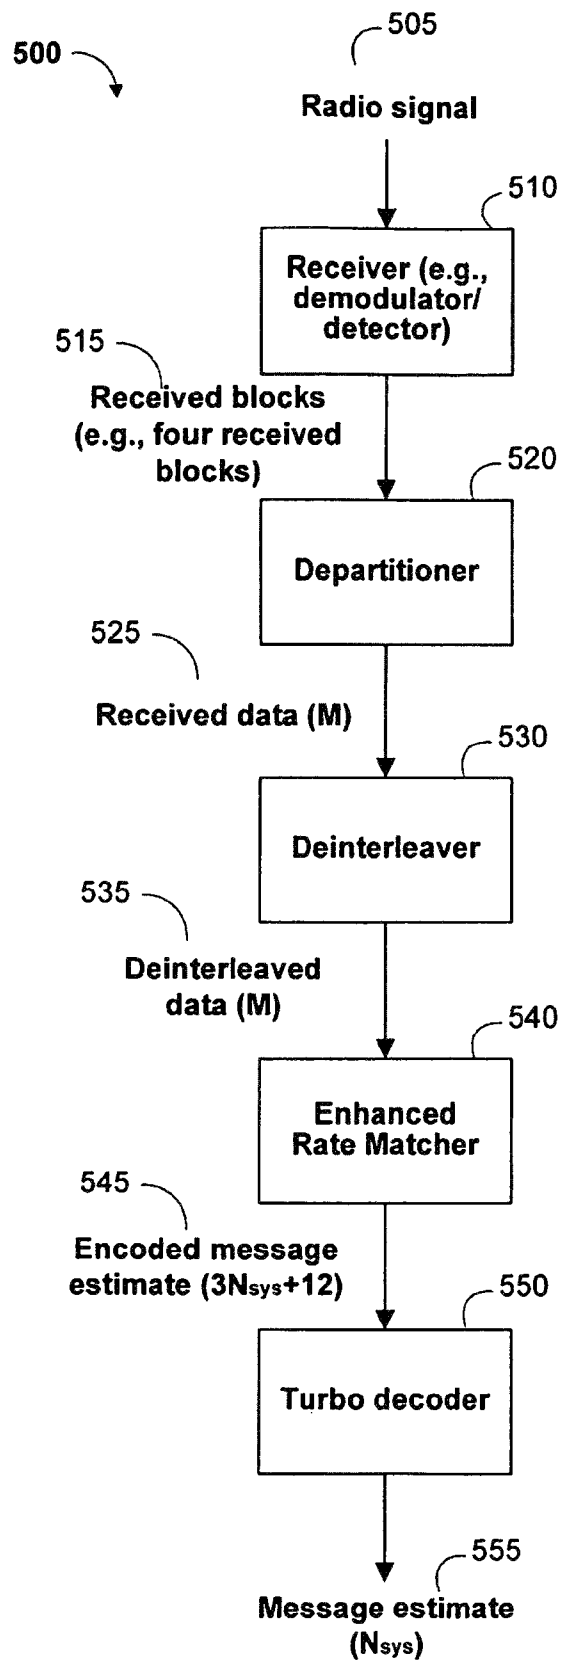 505
500
Radio signal
510
Receiver (e.g.,
demodulator/
detector)
515
Received blocks
(e.g., four received
blocks)
520
Departitioner
525
Received data (M)
530
Deinterleaver
535
Deinterleaved
data (M)
540
Enhanced
Rate Matcher
545
Encoded message
estimate (3Nsys+12)
550
Turbo decoder
555
Message estimate
(Nsys)